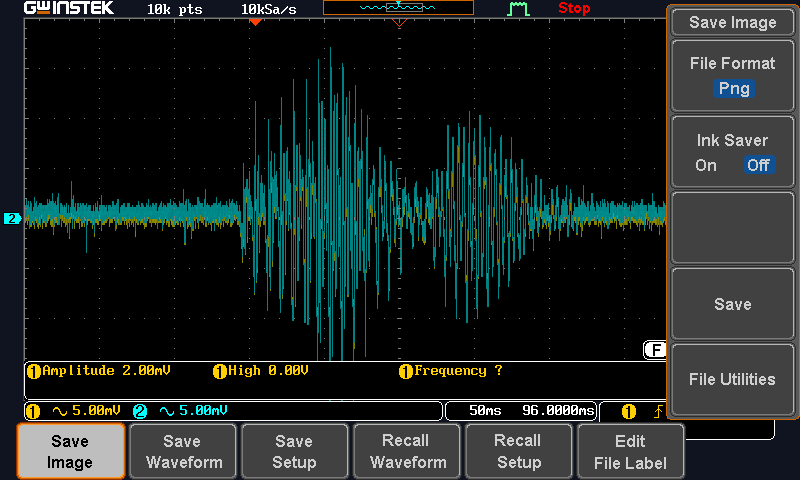 GWINSTEK 10k pts 10kSa/s Stop
Save Image
File Format
Png
Ink Saver
On Off
2
Save
F
1 Amplitude 2.00mV 1 High 0.00V 1 Frequency ?
File Utilities
1 5.00mV 2 5.00mV 50ms 96.0000ms 1
Save Image
Save Waveform
Save Setup
Recall Waveform
Recall Setup
Edit File Label